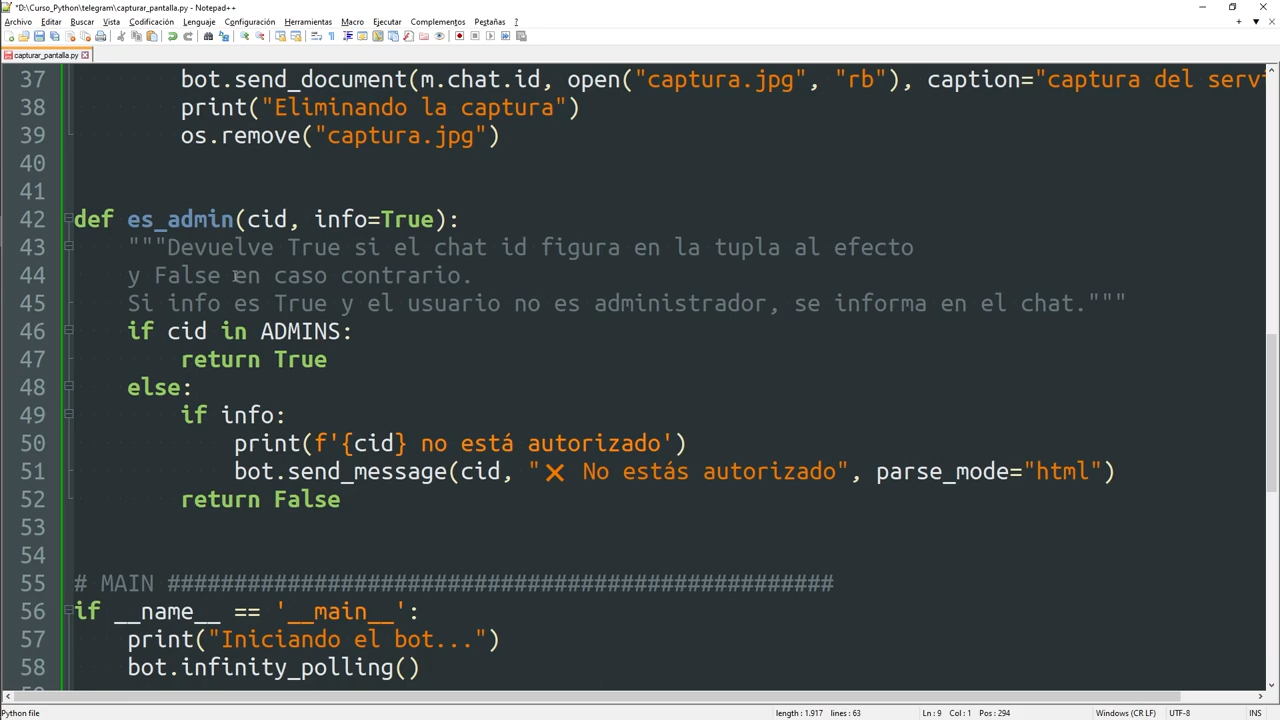 *D:\Curso_Python\telegram\capturar_pantalla.py - Notepad++
Archivo Editar Buscar Vista Codificación Lenguaje Configuración Herramientas Macro Ejecutar Complementos Pestañas ?
capturar_pantalla.py
37 bot.send_document(m.chat.id, open("captura.jpg", "rb"), caption="captura del serv
38 print("Eliminando la captura")
39 os.remove("captura.jpg")
40
41
42 def es_admin(cid, info=True):
43 """Devuelve True si el chat id figura en la tupla al efecto
44 y False en caso contrario.
45 Si info es True y el usuario no es administrador, se informa en el chat."""
46 if cid in ADMINS:
47 return True
48 else:
49 if info:
50 print(f'{cid} no está autorizado')
51 bot.send_message(cid, "❌ No estás autorizado", parse_mode="html")
52 return False
53
54
55 # MAIN ##################################################
56 if __name__ == '__main__':
57 print("Iniciando el bot...")
58 bot.infinity_polling()
Python file length : 1.917 lines : 63 Ln : 9 Col : 1 Pos : 294 Windows (CR LF) UTF-8 INS